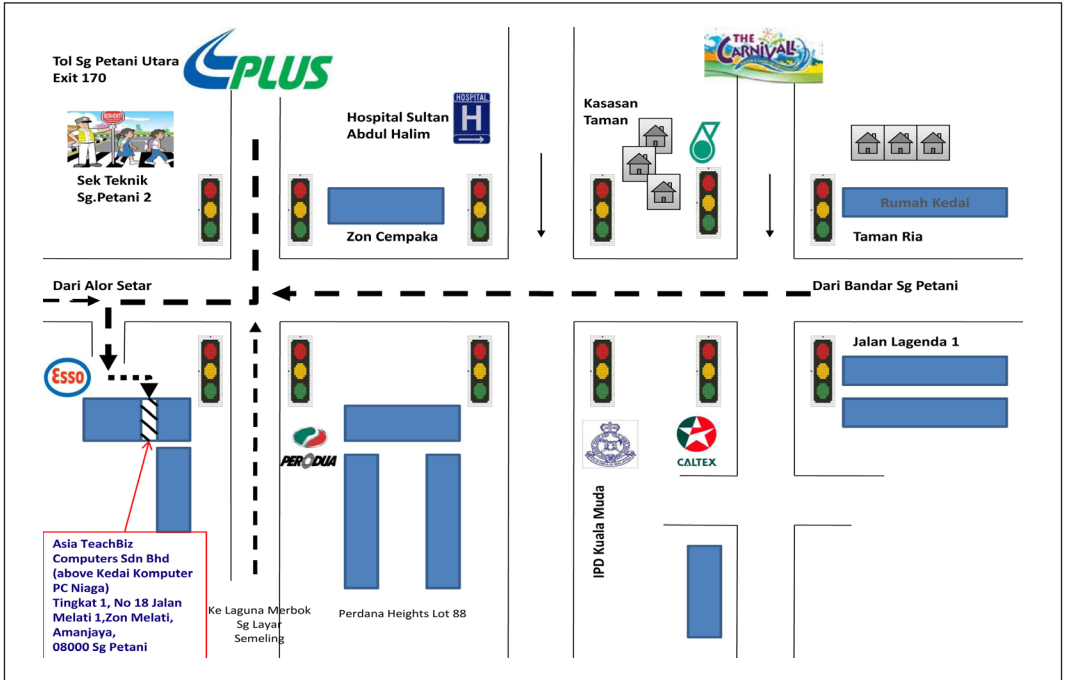 Tol Sg Petani Utara
Exit 170
PLUS
THE
CARNIVALL
HOSPITAL
H
Hospital Sultan
Abdul Halim
Kasasan
Taman
BERHENTI
Sek Teknik
Sg.Petani 2
Zon Cempaka
Rumah Kedai
Taman Ria
Dari Alor Setar
Dari Bandar Sg Petani
Jalan Lagenda 1
Esso
PERODUA
CALTEX
IPD Kuala Muda
Asia TeachBiz
Computers Sdn Bhd
(above Kedai Komputer
PC Niaga)
Tingkat 1, No 18 Jalan
Melati 1,Zon Melati,
Amanjaya,
08000 Sg Petani
Ke Laguna Merbok
Sg Layar
Semeling
Perdana Heights Lot 88